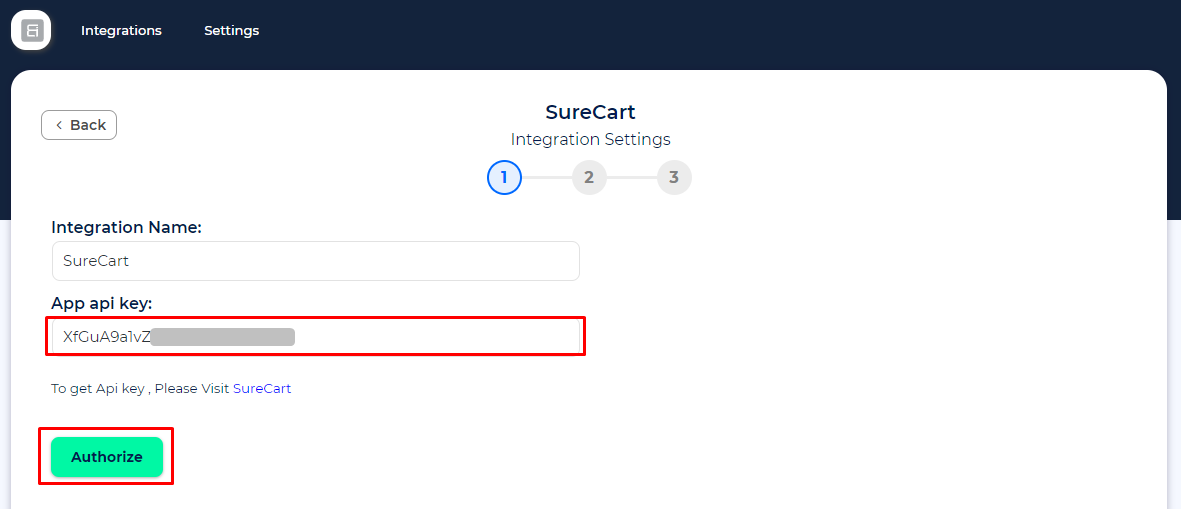 Integrations Settings
< Back
SureCart
Integration Settings
1 2 3
Integration Name:
SureCart
App api key:
XfGuA9a1vZ
To get Api key , Please Visit SureCart
Authorize